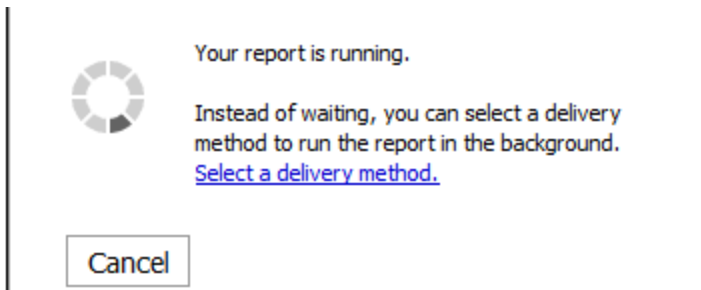 Your report is running.
Instead of waiting, you can select a delivery
method to run the report in the background.
Select a delivery method.
Cancel